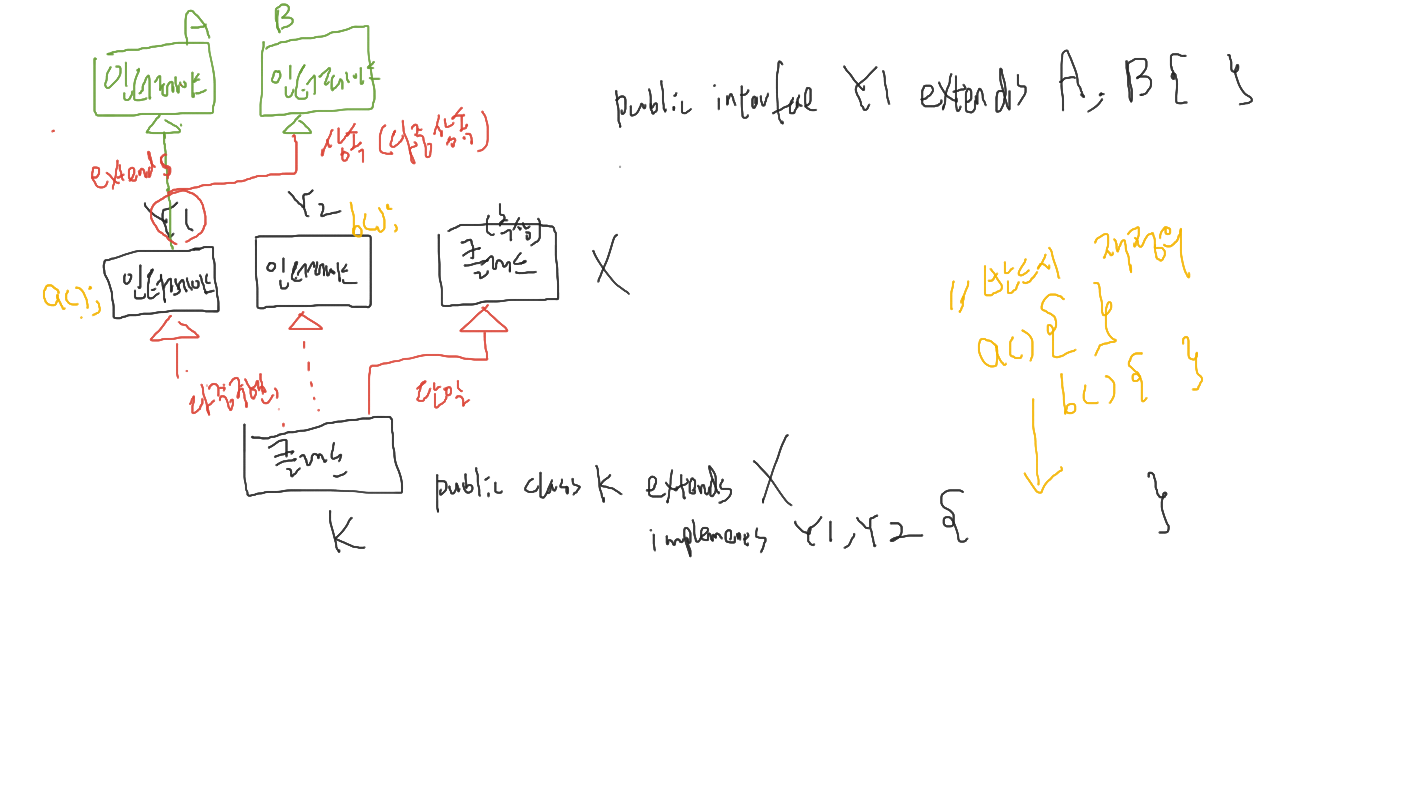 A
B
인터페이스
인터페이스
public interface Y1 extends A, B { }
상속 (다중상속)
extends
Y1
Y2
b();
(추상)
클래스
X
인터페이스
인터페이스
a();
// 반드시 재정의
a() { }
b() { }
다중구현,
단일
클래스
K
public class K extends X
implements Y1, Y2 { }